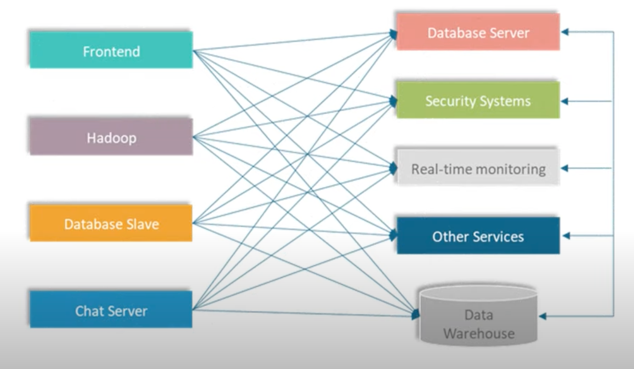 Frontend
Hadoop
Database Slave
Chat Server
Database Server
Security Systems
Real-time monitoring
Other Services
Data
Warehouse